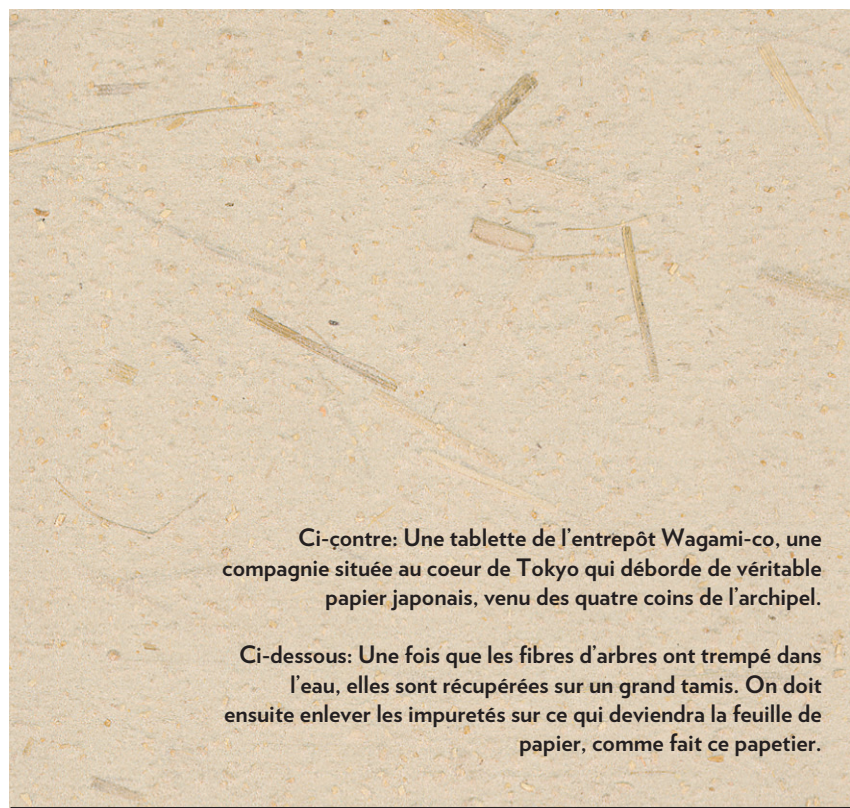 Ci-contre: Une tablette de l'entrepôt Wagami-co, une
compagnie située au coeur de Tokyo qui déborde de véritable
papier japonais, venu des quatre coins de l'archipel.
Ci-dessous: Une fois que les fibres d'arbres ont trempé dans
l'eau, elles sont récupérées sur un grand tamis. On doit
ensuite enlever les impuretés sur ce qui deviendra la feuille de
papier, comme fait ce papetier.